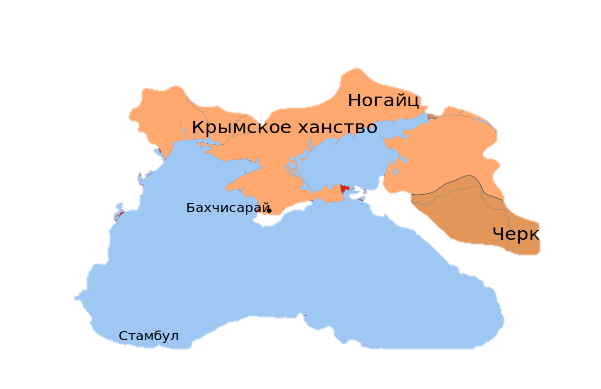 Ногайц
Крымское ханство
Бахчисарай
Черк
Стамбул